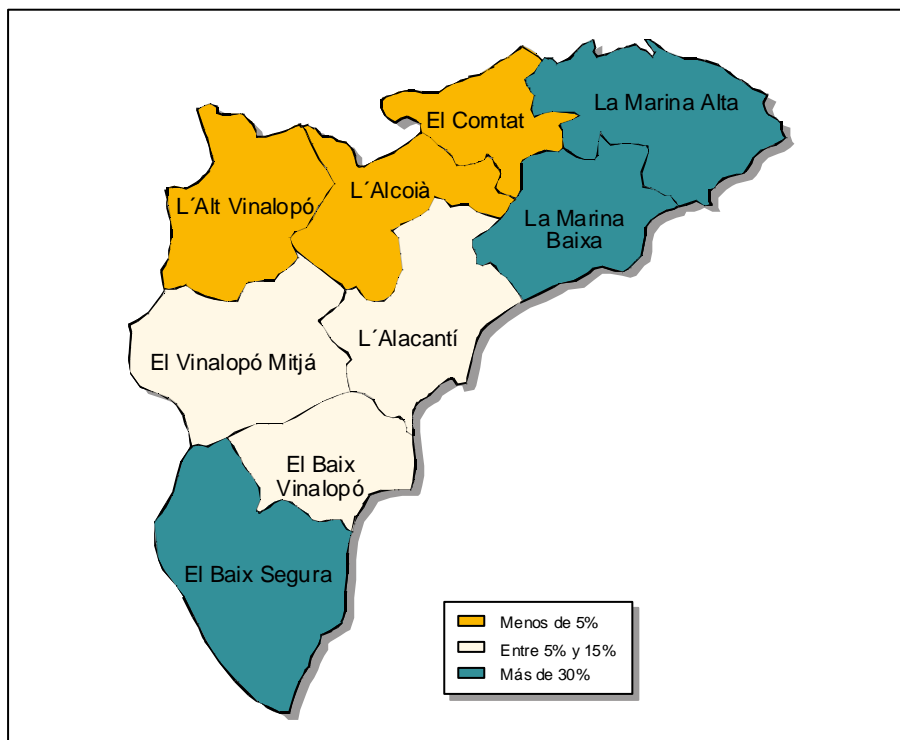 La Marina Alta
El Comtat
L´Alcoià
L´Alt Vinalopó
La Marina
Baixa
L´Alacantí
El Vinalopó Mitjá
El Baix
Vinalopó
El Baix Segura
Menos de 5%
Entre 5% y 15%
Más de 30%